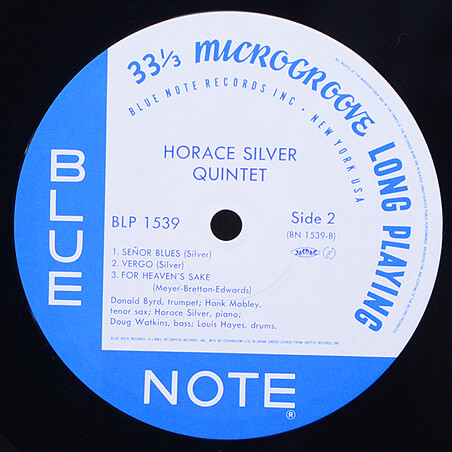 33 1/3 MICROGROOVE LONG PLAYING
BLUE NOTE RECORDS INC · NEW YORK USA
HORACE SILVER
QUINTET
BLP 1539
Side 2
(BN 1539-B)
1. SEÑOR BLUES (Silver)
2. VERGO (Silver)
3. FOR HEAVEN'S SAKE
(Meyer-Bretton-Edwards)
Donald Byrd, trumpet; Hank Mobley,
tenor sax; Horace Silver, piano;
Doug Watkins, bass; Louis Hayes, drums.
BLUE
NOTE
®